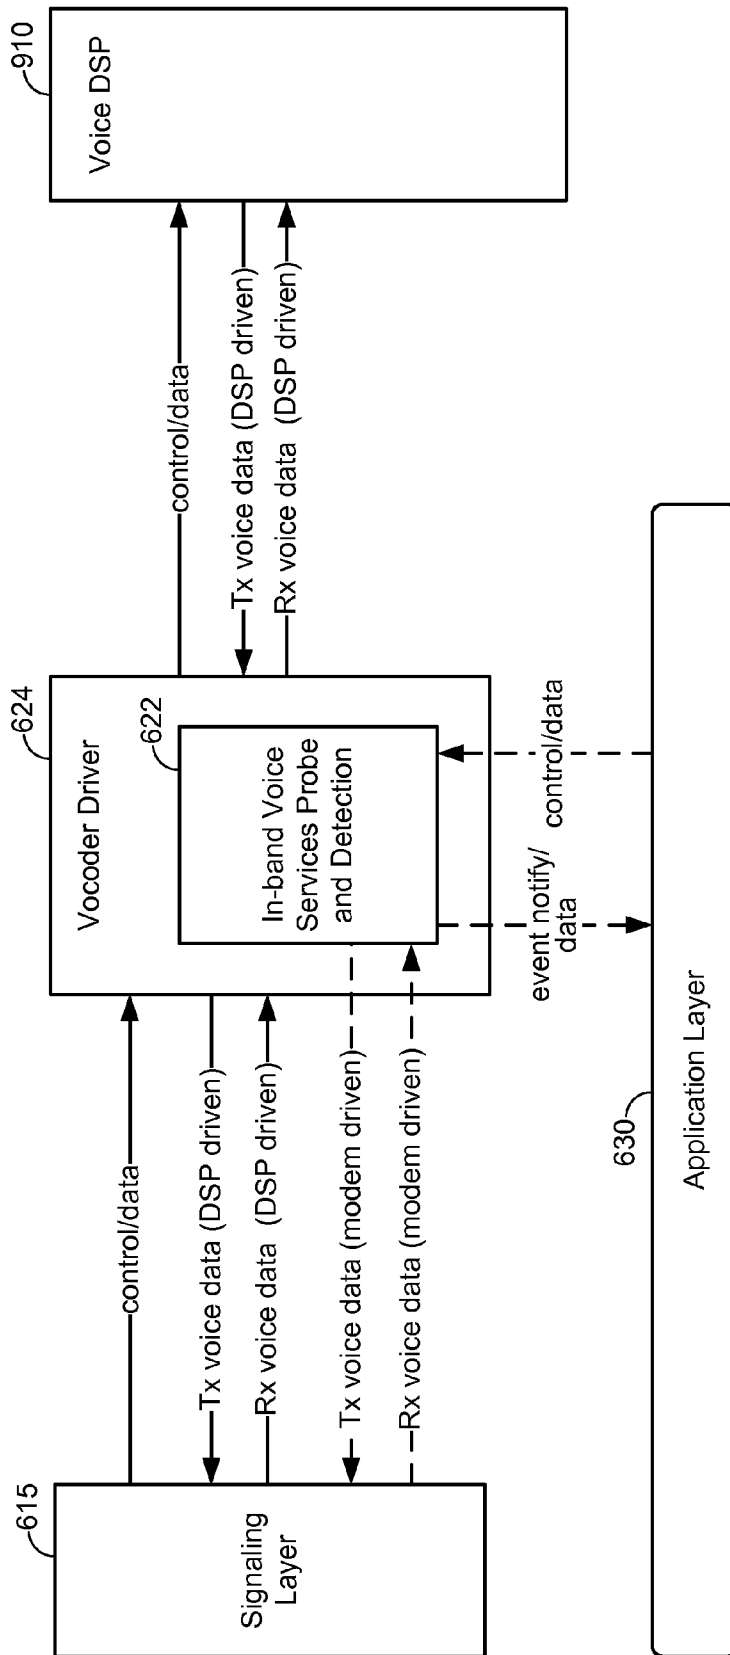 615
Signaling
Layer
control/data
Tx voice data (DSP driven)
Rx voice data  (DSP driven)
Tx voice data (modem driven)
Rx voice data (modem driven)
624
Vocoder Driver
622
In-band Voice
Services Probe
and Detection
control/data
Tx voice data (DSP driven)
Rx voice data  (DSP driven)
910
Voice DSP
event notify/
data
control/data
630
Application Layer